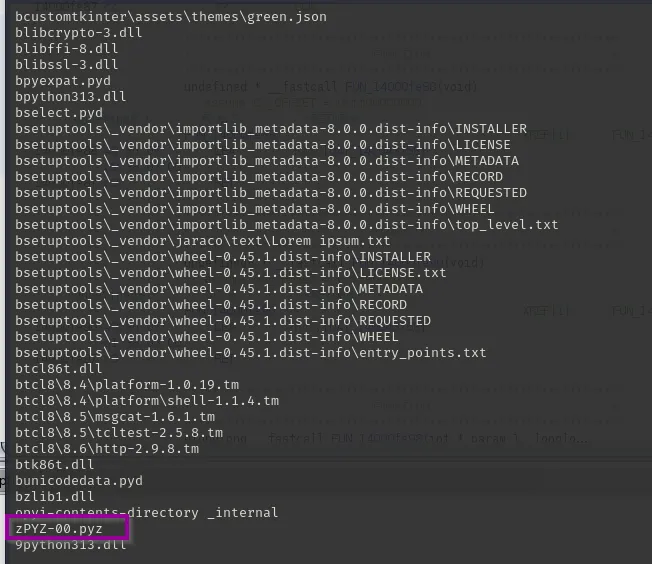 bcustomtkinter\assets\themes\green.json
blibcrypto-3.dll
blibffi-8.dll
blibssl-3.dll
bpyexpat.pyd
bpython313.dll
bselect.pyd
bsetuptools\_vendor\importlib_metadata-8.0.0.dist-info\INSTALLER
bsetuptools\_vendor\importlib_metadata-8.0.0.dist-info\LICENSE
bsetuptools\_vendor\importlib_metadata-8.0.0.dist-info\METADATA
bsetuptools\_vendor\importlib_metadata-8.0.0.dist-info\RECORD
bsetuptools\_vendor\importlib_metadata-8.0.0.dist-info\REQUESTED
bsetuptools\_vendor\importlib_metadata-8.0.0.dist-info\WHEEL
bsetuptools\_vendor\importlib_metadata-8.0.0.dist-info\top_level.txt
bsetuptools\_vendor\jaraco\text\Lorem ipsum.txt
bsetuptools\_vendor\wheel-0.45.1.dist-info\INSTALLER
bsetuptools\_vendor\wheel-0.45.1.dist-info\LICENSE.txt
bsetuptools\_vendor\wheel-0.45.1.dist-info\METADATA
bsetuptools\_vendor\wheel-0.45.1.dist-info\RECORD
bsetuptools\_vendor\wheel-0.45.1.dist-info\REQUESTED
bsetuptools\_vendor\wheel-0.45.1.dist-info\WHEEL
bsetuptools\_vendor\wheel-0.45.1.dist-info\entry_points.txt
btcl86t.dll
btcl8\8.4\platform-1.0.19.tm
btcl8\8.4\platform\shell-1.1.4.tm
btcl8\8.5\msgcat-1.6.1.tm
btcl8\8.5\tcltest-2.5.8.tm
btcl8\8.6\http-2.9.8.tm
btk86t.dll
bunicodedata.pyd
bzlib1.dll
opyi-contents-directory _internal
zPYZ-00.pyz
9python313.dll